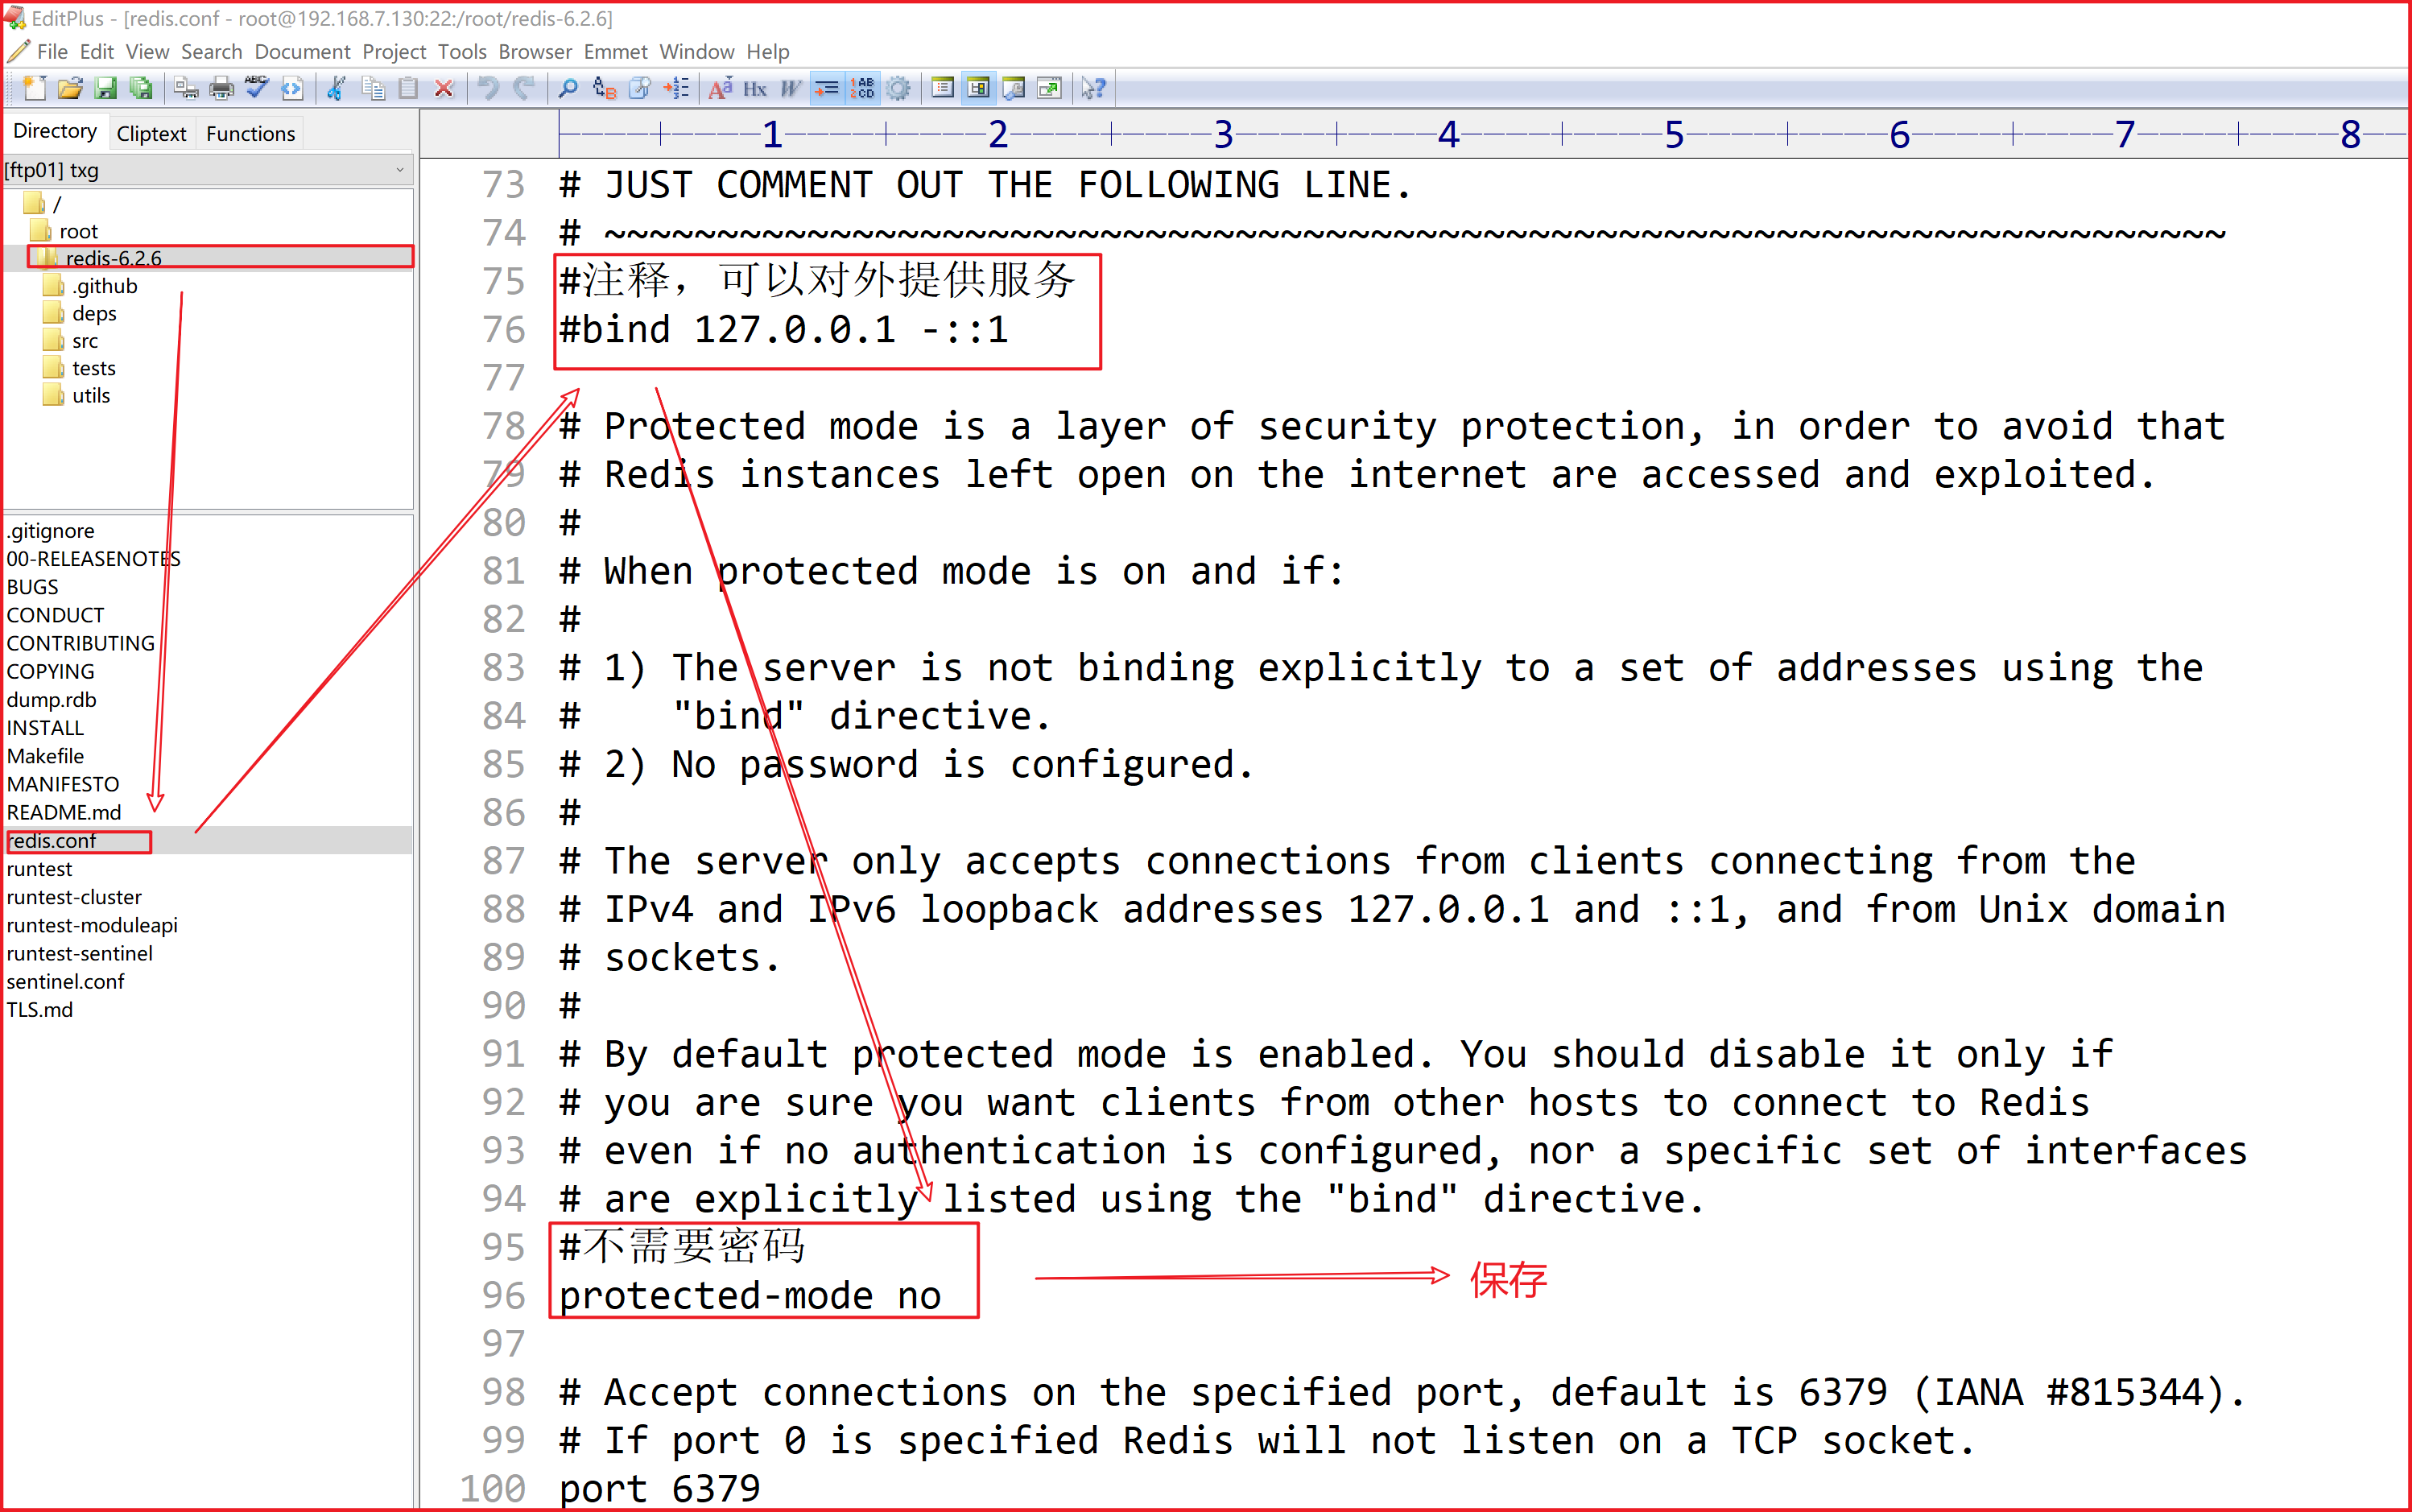 EditPlus - [redis.conf - root@192.168.7.130:22:/root/redis-6.2.6]
File Edit View Search Document Project Tools Browser Emmet Window Help
Directory Cliptext Functions
[ftp01] txg
/
root
redis-6.2.6
.github
deps
src
tests
utils
.gitignore
00-RELEASENOTES
BUGS
CONDUCT
CONTRIBUTING
COPYING
dump.rdb
INSTALL
Makefile
MANIFESTO
README.md
redis.conf
runtest
runtest-cluster
runtest-moduleapi
runtest-sentinel
sentinel.conf
TLS.md
1 2 3 4 5 6 7 8
73 # JUST COMMENT OUT THE FOLLOWING LINE.
74 # ~~~~~~~~~~~~~~~~~~~~~~~~~~~~~~~~~~~~~~~~~~~~~~~~~~~~~~~~~~~~~~~~~~~~~~~~
75 #注释，可以对外提供服务
76 #bind 127.0.0.1 -::1
77
78 # Protected mode is a layer of security protection, in order to avoid that
79 # Redis instances left open on the internet are accessed and exploited.
80 #
81 # When protected mode is on and if:
82 #
83 # 1) The server is not binding explicitly to a set of addresses using the
84 #    "bind" directive.
85 # 2) No password is configured.
86 #
87 # The server only accepts connections from clients connecting from the
88 # IPv4 and IPv6 loopback addresses 127.0.0.1 and ::1, and from Unix domain
89 # sockets.
90 #
91 # By default protected mode is enabled. You should disable it only if
92 # you are sure you want clients from other hosts to connect to Redis
93 # even if no authentication is configured, nor a specific set of interfaces
94 # are explicitly listed using the "bind" directive.
95 #不需要密码
96 protected-mode no
保存
97
98 # Accept connections on the specified port, default is 6379 (IANA #815344).
99 # If port 0 is specified Redis will not listen on a TCP socket.
100 port 6379